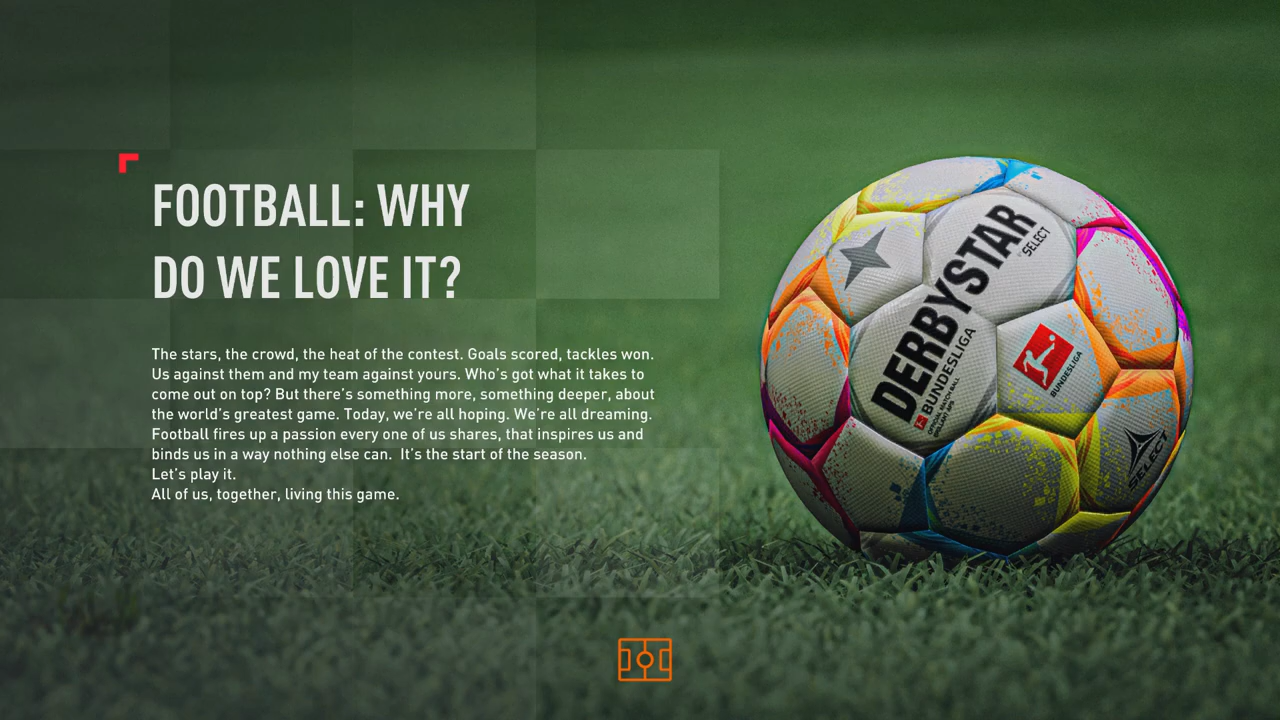 FOOTBALL: WHY
DO WE LOVE IT?
The stars, the crowd, the heat of the contest. Goals scored, tackles won.
Us against them and my team against yours. Who's got what it takes to
come out on top? But there's something more, something deeper, about
the world's greatest game. Today, we're all hoping. We're all dreaming.
Football fires up a passion every one of us shares, that inspires us and
binds us in a way nothing else can.  It's the start of the season.
Let's play it.
All of us, together, living this game.
DERBYSTAR
SELECT
BUNDESLIGA
OFFICIAL MATCH BALL
BRILLANT APS
BUNDESLIGA
SELECT